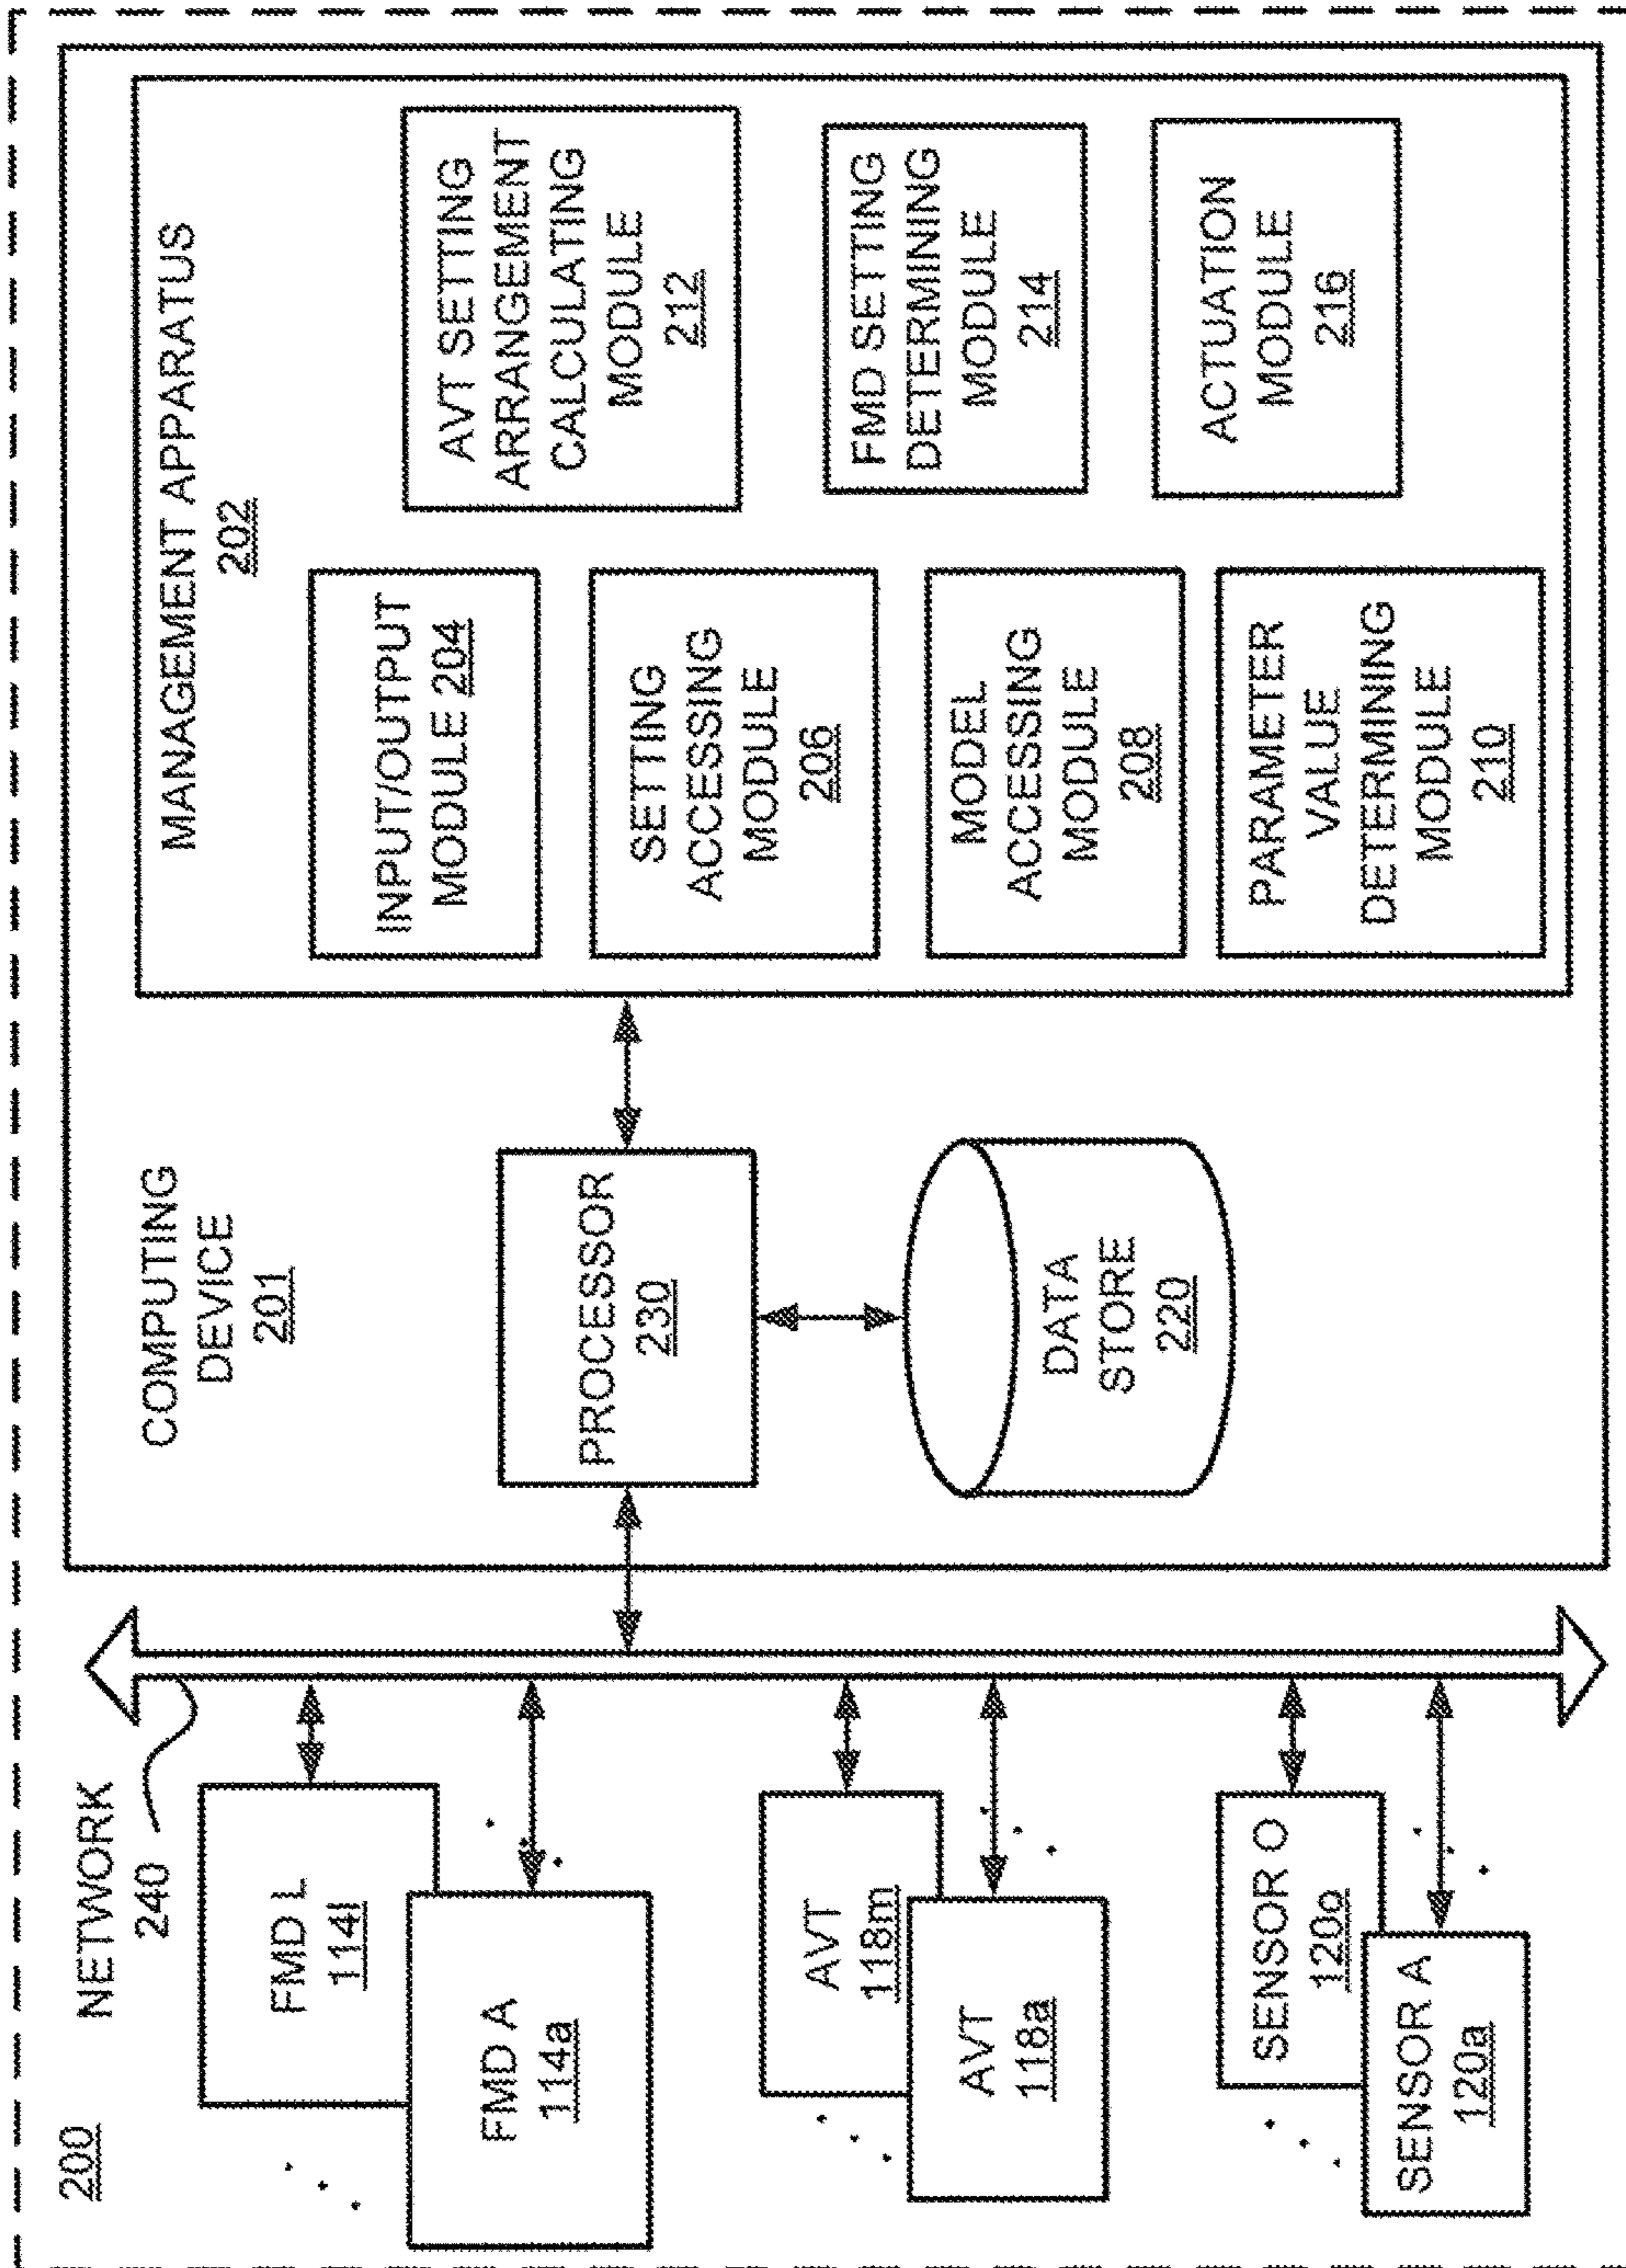 200
NETWORK
240
FMD L
114l
FMD A
114a
AVT
118m
AVT
118a
SENSOR O
120o
SENSOR A
120a
COMPUTING
DEVICE
201
PROCESSOR
230
DATA
STORE
220
MANAGEMENT APPARATUS
202
INPUT/OUTPUT
MODULE 204
SETTING
ACCESSING
MODULE
206
MODEL
ACCESSING
MODULE
208
PARAMETER
VALUE
DETERMINING
MODULE
210
AVT SETTING
ARRANGEMENT
CALCULATING
MODULE
212
FMD SETTING
DETERMINING
MODULE
214
ACTUATION
MODULE
216